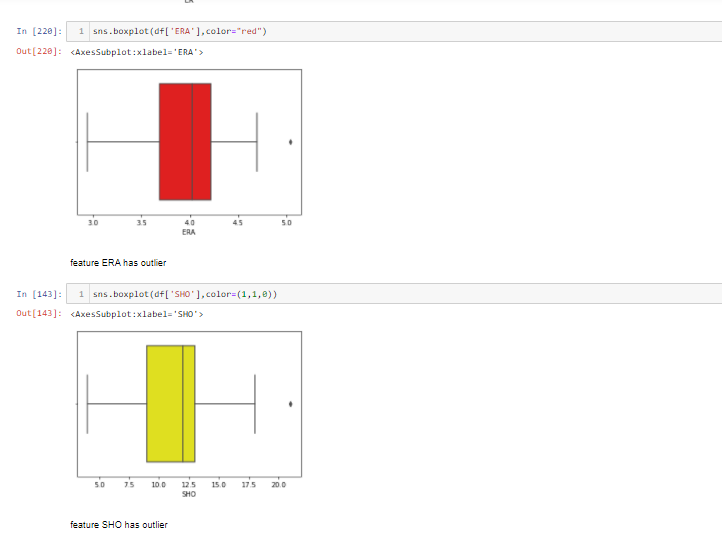 In [220]: 1 sns.boxplot(df['ERA'],color="red")
Out[220]: <AxesSubplot:xlabel='ERA'>
3.0 3.5 4.0 4.5 5.0
ERA
feature ERA has outlier
In [143]: 1 sns.boxplot(df['SHO'],color=(1,1,0))
Out[143]: <AxesSubplot:xlabel='SHO'>
5.0 7.5 10.0 12.5 15.0 17.5 20.0
SHO
feature SHO has outlier